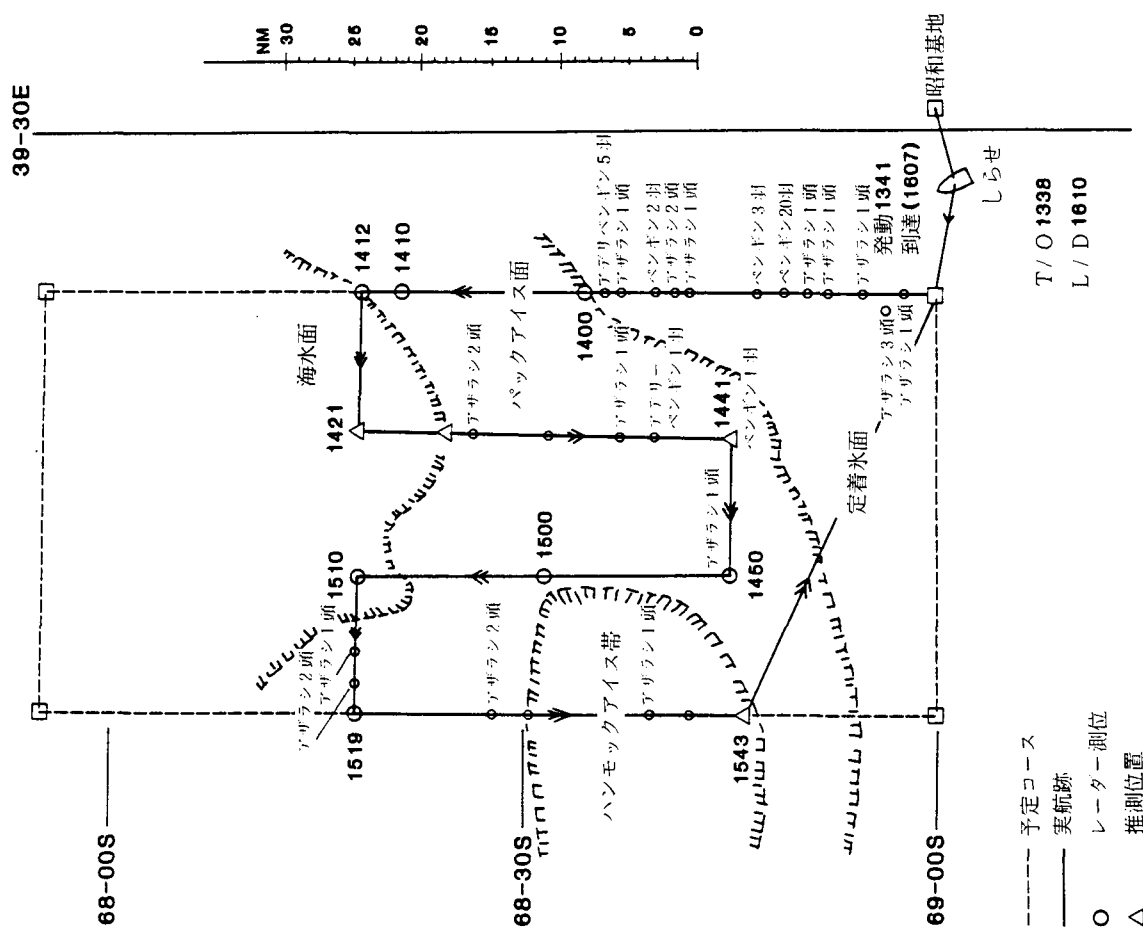 39-30E
NM
30
25
20
15
10
5
0
68-00S
68-30S
69-00S
昭和基地
しらせ
T/O 1338
L/D 1610
発動 1341
到達 (1607)
アザラシ1頭
アザラシ1頭
アザラシ1頭
ペンギン20羽
ペンギン3羽
アザラシ1頭
アザラシ2頭
ペンギン2羽
アザラシ1頭
アデリペンギン5羽
1400
パックアイス面
1410
1412
海水面
1421
アザラシ2頭
アザラシ1頭
アデリー
ペンギン1羽
1441
ペンギン1羽
アザラシ1頭
1450
1500
1510
アザラシ1頭
アザラシ2頭
1519
アザラシ2頭
ハンモックアイス帯
アザラシ1頭
1543
定着氷面
アザラシ3頭
アザラシ1頭
予定コース
実航跡
レーダー測位
推測位置